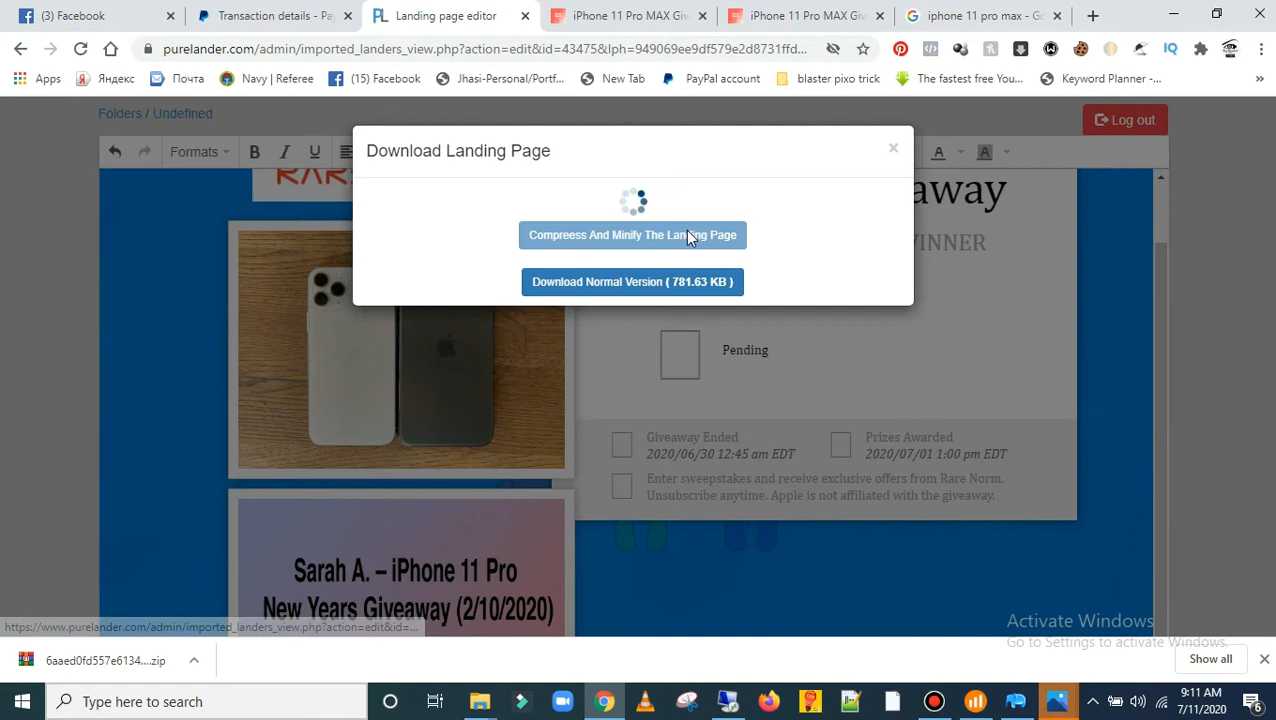 (3) Facebook
Transaction details - Pay
Landing page editor
iPhone 11 Pro MAX Giv
iPhone 11 Pro MAX Giv
iphone 11 pro max - Go
purelander.com/admin/imported_landers_view.php?action=edit&id=43475&lph=949069ee9df579e2d8731ffd...
Apps
Яндекс
Почта
Navy | Referee
(15) Facebook
Jhasi-Personal/Portf...
New Tab
PayPal account
blaster pixo trick
The fastest free You...
Keyword Planner -...
Folders / Undefined
Log out
Formats
Download Landing Page
Compreess And Minify The Landing Page
Download Normal Version ( 781.63 KB )
away
WINNER
Pending
Giveaway Ended
2020/06/30 12:45 am EDT
Prizes Awarded
2020/07/01 1:00 pm EDT
Enter sweepstakes and receive exclusive offers from Rare Norm.
Unsubscribe anytime. Apple is not affiliated with the giveaway.
Sarah A. – iPhone 11 Pro
New Years Giveaway (2/10/2020)
Activate Windows
Go to Settings to activate Windows.
https://www.purelander.com/admin/imported_landers_view.php?action=edit&id=...
6aaed0fd557e6134....zip
Show all
Type here to search
9:11 AM
7/11/2020
6